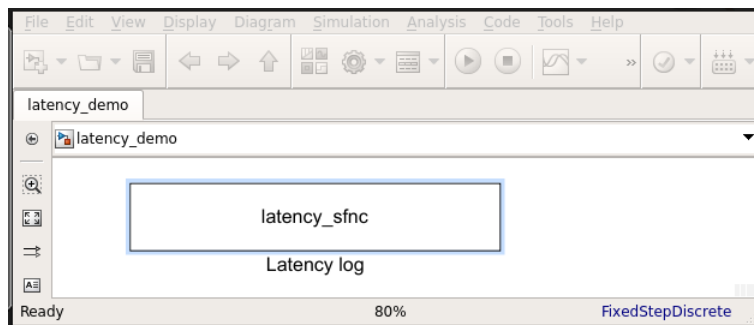 File Edit View Display Diagram Simulation Analysis Code Tools Help
latency_demo
latency_demo
latency_sfnc
Latency log
Ready 80% FixedStepDiscrete